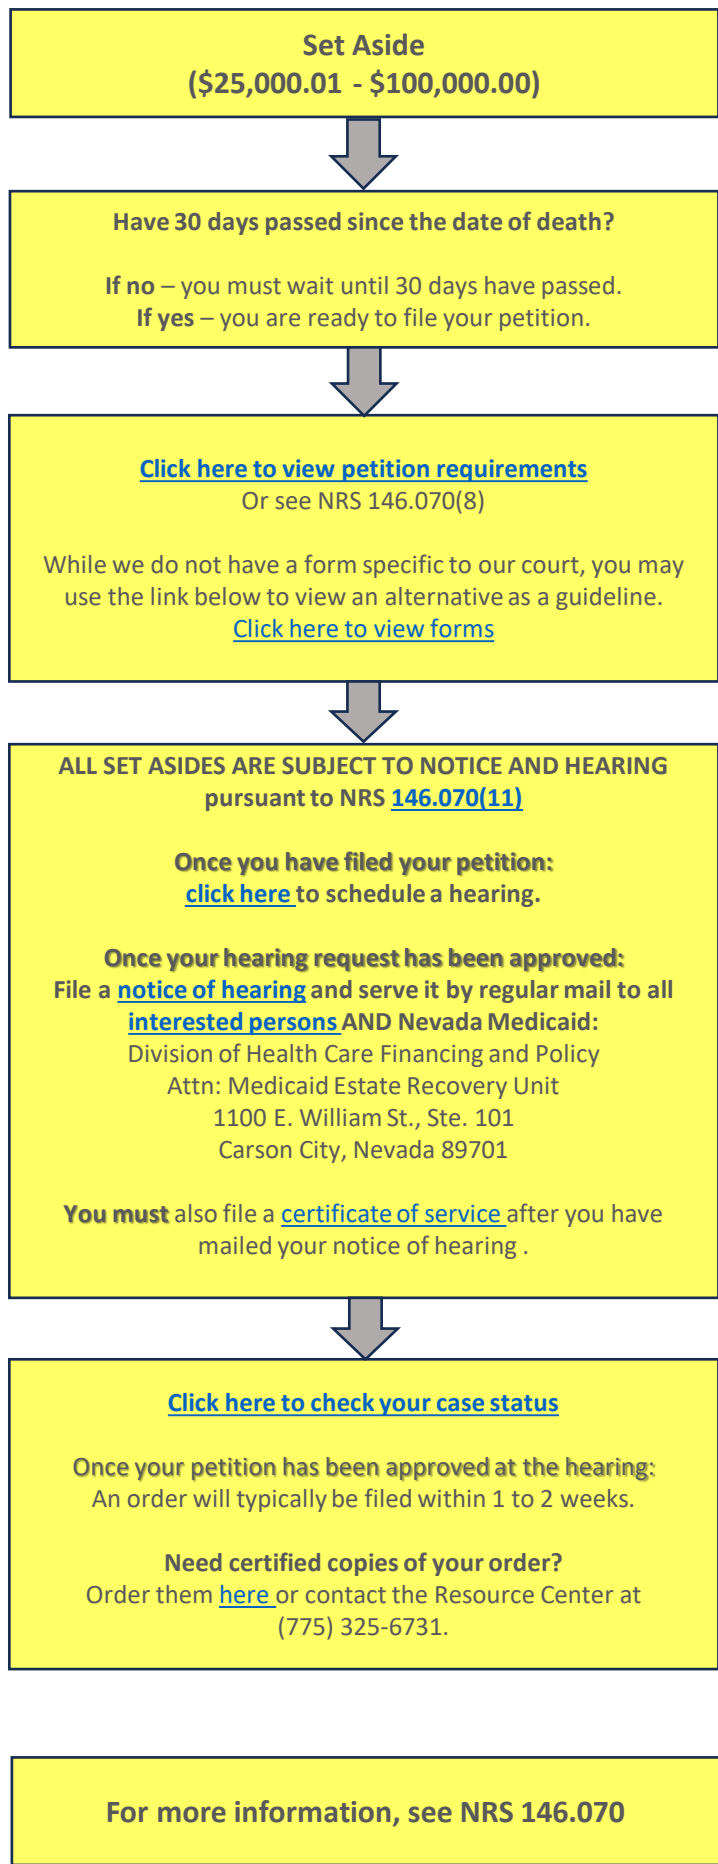 Set Aside
($25,000.01 - $100,000.00)
Have 30 days passed since the date of death?
If no – you must wait until 30 days have passed.
If yes – you are ready to file your petition.
Click here to view petition requirements
Or see NRS 146.070(8)
While we do not have a form specific to our court, you may
use the link below to view an alternative as a guideline.
Click here to view forms
ALL SET ASIDES ARE SUBJECT TO NOTICE AND HEARING
pursuant to NRS 146.070(11)
Once you have filed your petition:
click here to schedule a hearing.
Once your hearing request has been approved:
File a notice of hearing and serve it by regular mail to all
interested persons AND Nevada Medicaid:
Division of Health Care Financing and Policy
Attn: Medicaid Estate Recovery Unit
1100 E. William St., Ste. 101
Carson City, Nevada 89701
You must also file a certificate of service after you have
mailed your notice of hearing .
Click here to check your case status
Once your petition has been approved at the hearing:
An order will typically be filed within 1 to 2 weeks.
Need certified copies of your order?
Order them here or contact the Resource Center at
(775) 325-6731.
For more information, see NRS 146.070